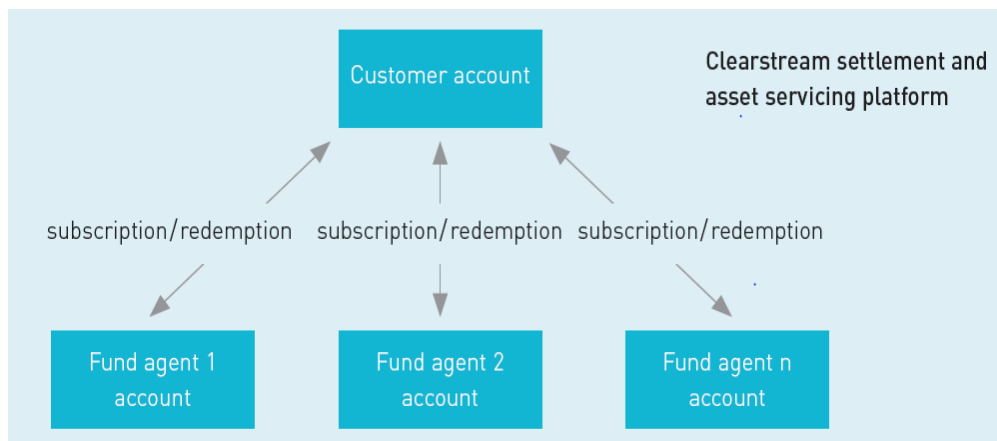 Customer account
Clearstream settlement and
asset servicing platform
subscription/redemption
subscription/redemption
subscription/redemption
Fund agent 1
account
Fund agent 2
account
Fund agent n
account